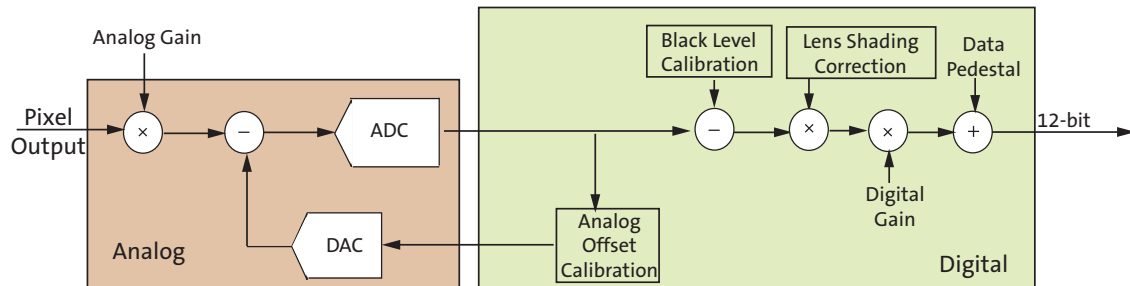 Analog Gain
Pixel
Output
×
−
ADC
DAC
Analog
Black Level
Calibration
Lens Shading
Correction
Data
Pedestal
−
×
×
+
12-bit
Digital
Gain
Analog
Offset
Calibration
Digital